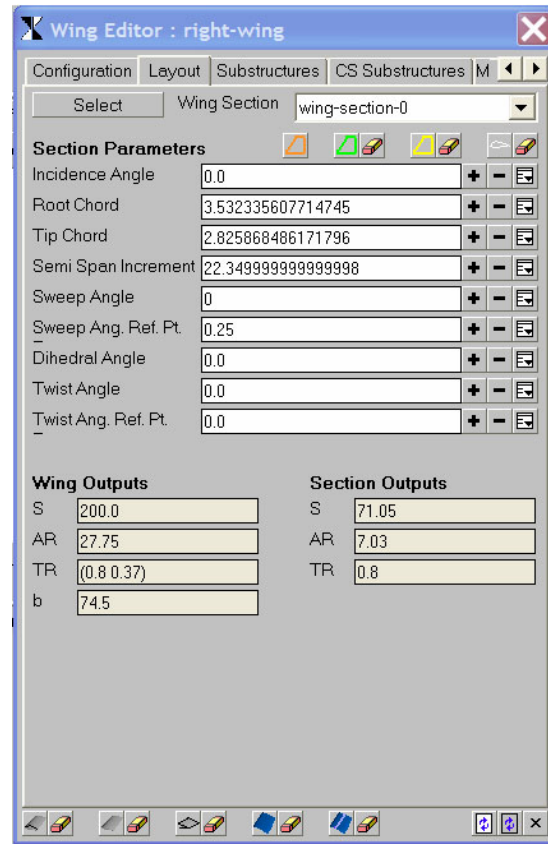 Wing Editor : right-wing
Configuration Layout Substructures CS Substructures M
Select Wing Section wing-section-0
Section Parameters
Incidence Angle 0.0
Root Chord 3.532335607714745
Tip Chord 2.825868486171796
Semi Span Increment 22.349999999999998
Sweep Angle 0
Sweep Ang. Ref. Pt. 0.25
Dihedral Angle 0.0
Twist Angle 0.0
Twist Ang. Ref. Pt. 0.0
Wing Outputs Section Outputs
S 200.0 S 71.05
AR 27.75 AR 7.03
TR (0.8 0.37) TR 0.8
b 74.5